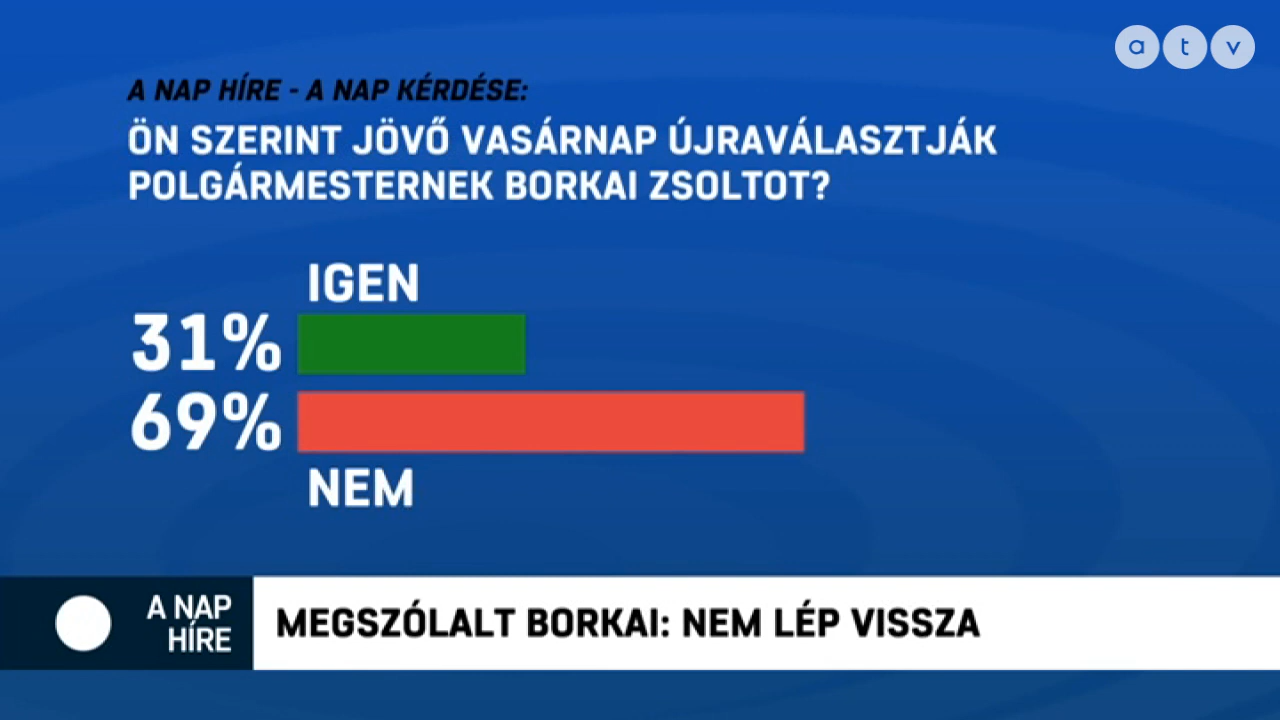 atv
A NAP HÍRE - A NAP KÉRDÉSE:
ÖN SZERINT JÖVŐ VASÁRNAP ÚJRAVÁLASZTJÁK
POLGÁRMESTERNEK BORKAI ZSOLTOT?
IGEN
31%
69%
NEM
A NAP
HÍRE
MEGSZÓLALT BORKAI: NEM LÉP VISSZA